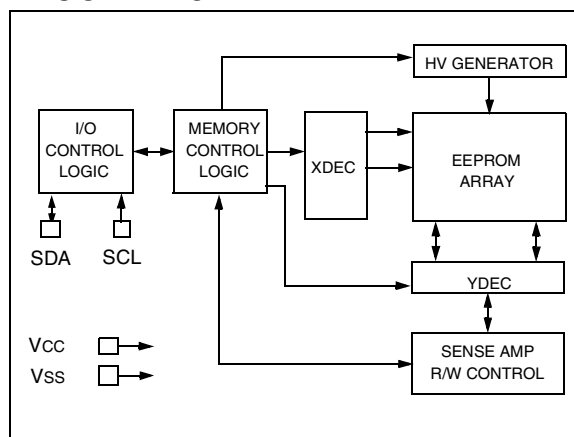 HV GENERATOR
I/O
CONTROL
LOGIC
MEMORY
CONTROL
LOGIC
XDEC
EEPROM
ARRAY
SDA
SCL
YDEC
VCC
VSS
SENSE AMP
R/W CONTROL